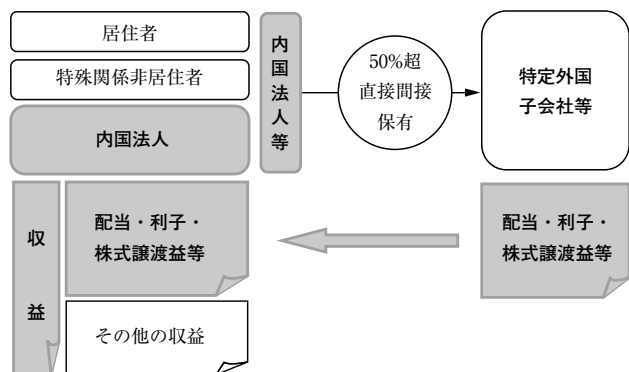 居住者
特殊関係非居住者
内国法人
内国法人等
50%超
直接間接
保有
特定外国
子会社等
収益
配当・利子・
株式譲渡益等
その他の収益
配当・利子・
株式譲渡益等